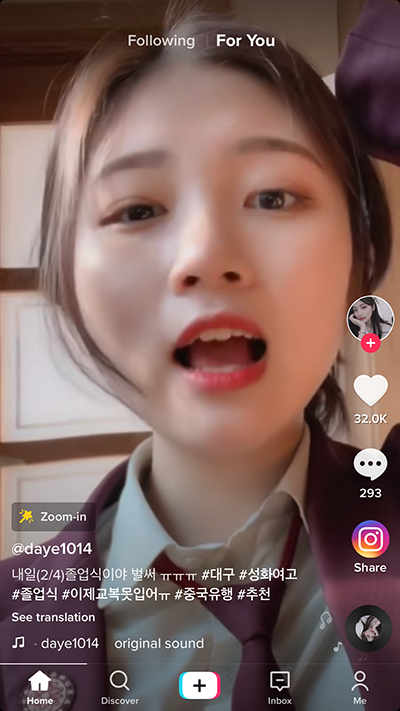 Following For You
32.0K
293
Share
Zoom-in
@daye1014
내일(2/4)졸업식이야 벌써 ㅠㅠㅠ #대구 #성화여고
#졸업식 #이제교복못입어ㅠ #중국유행 #추천
See translation
- daye1014 original sound
Home Discover Inbox Me